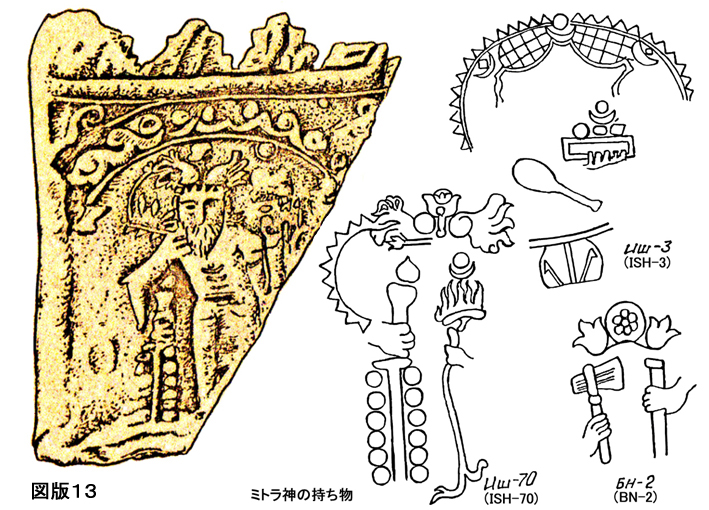 иш-3
(ISH-3)
Иш-70
(ISH-70)
БН-2
(BN-2)
図版13
ミトラ神の持ち物